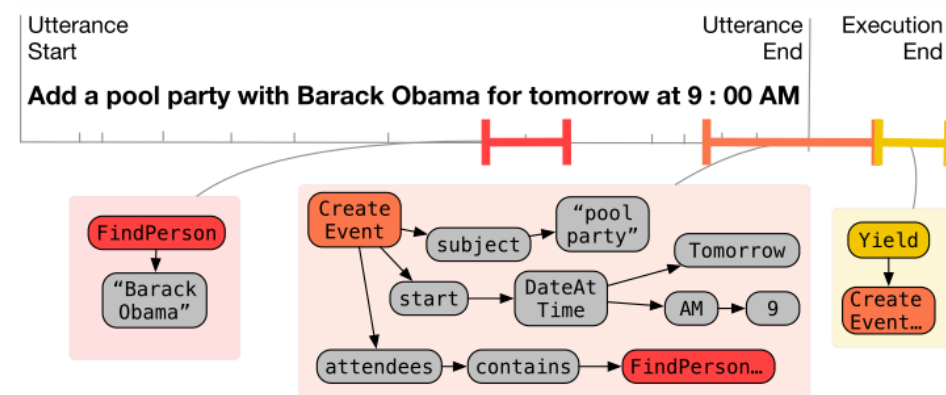 Utterance
Start
Utterance
End
Execution
End
Add a pool party with Barack Obama for tomorrow at 9 : 00 AM
FindPerson
“Barack
Obama”
Create
Event
subject
“pool
party”
start
DateAt
Time
Tomorrow
AM
9
attendees
contains
FindPerson…
Yield
Create
Event…